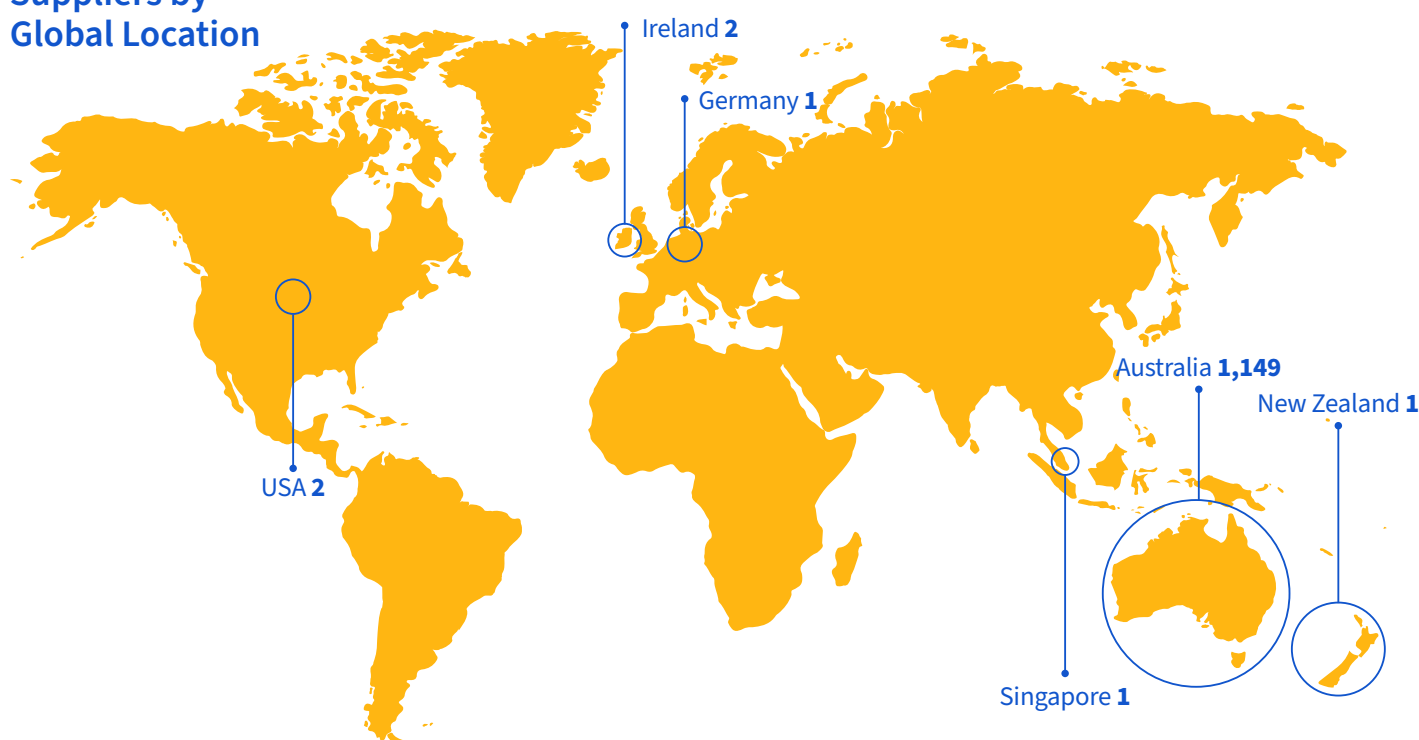 Suppliers by
Global Location
Ireland 2
Germany 1
Australia 1,149
New Zealand 1
USA 2
Singapore 1